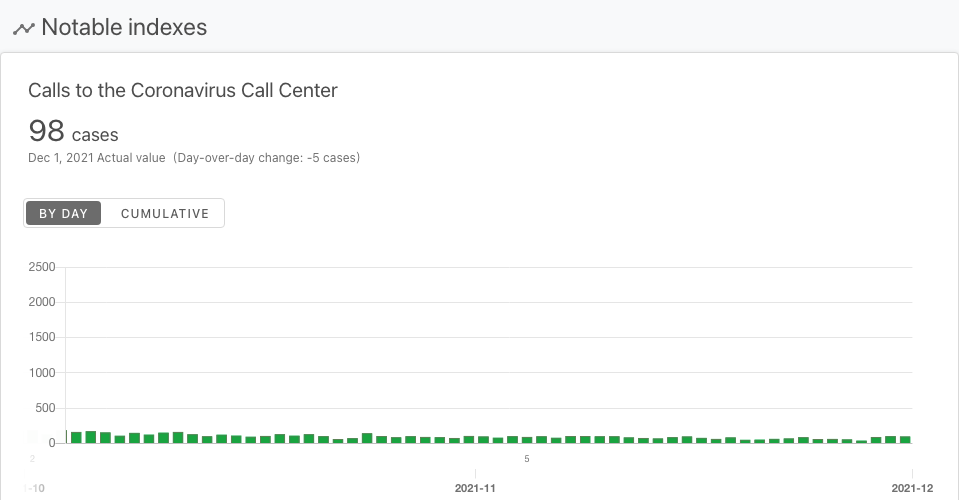 Notable indexes
Calls to the Coronavirus Call Center
98 cases
Dec 1, 2021 Actual value (Day-over-day change: -5 cases)
BY DAY CUMULATIVE
2500
2000
1500
1000
500
0
2 5
-10 2021-11 2021-12